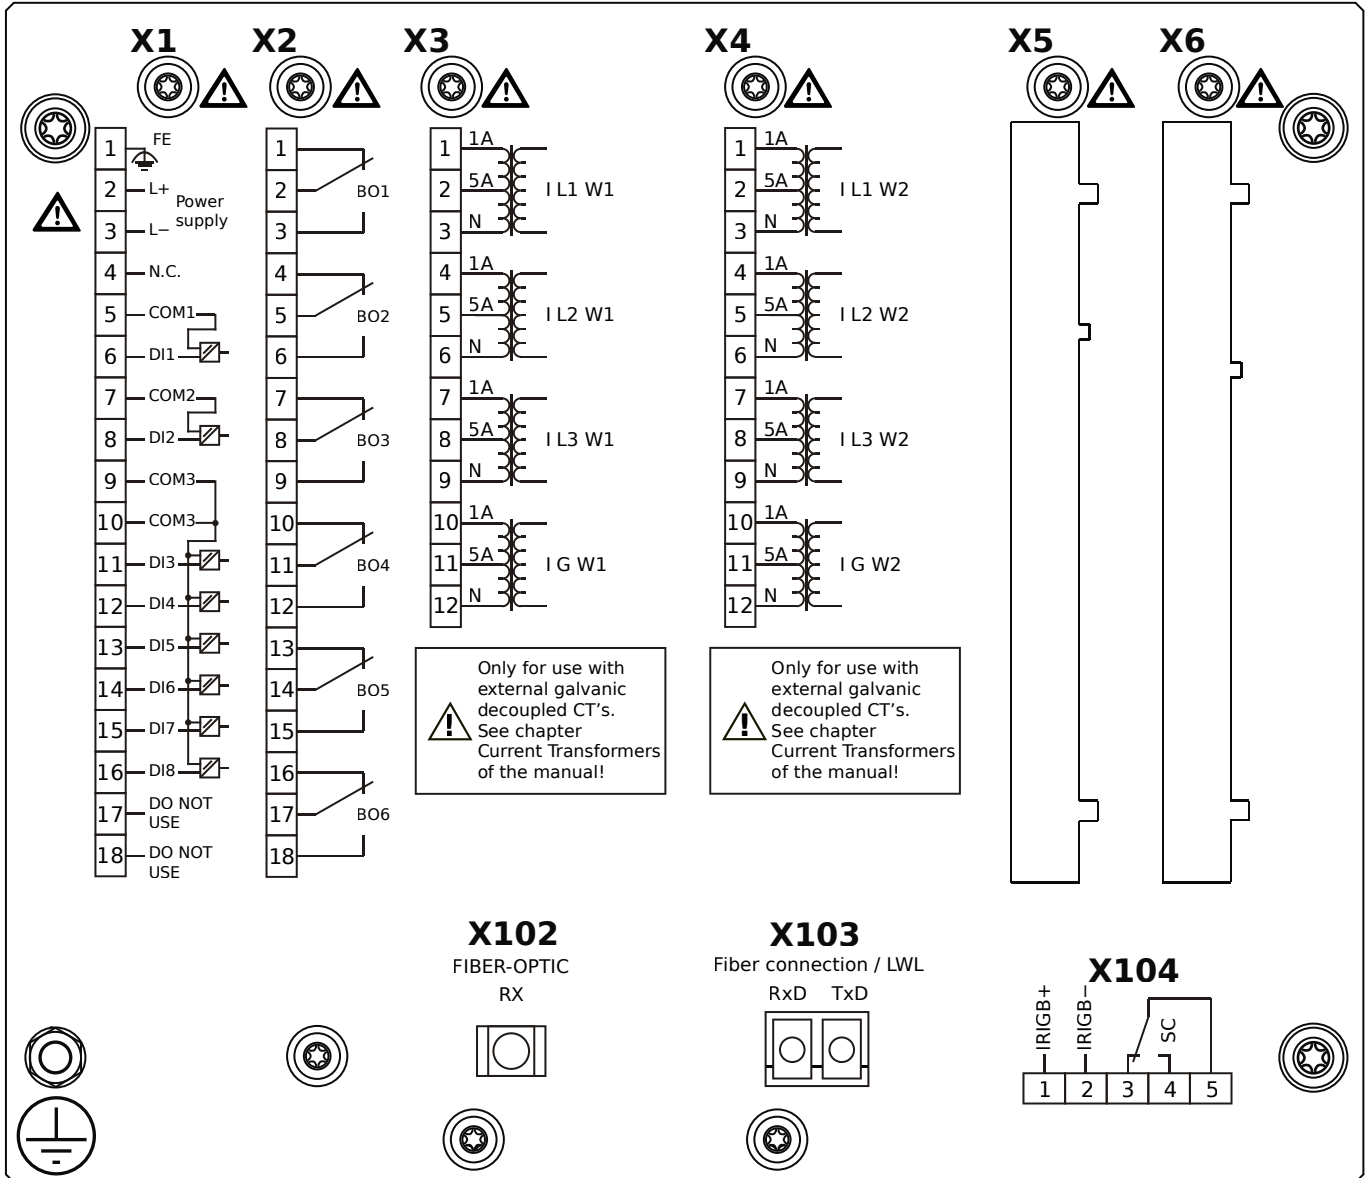 X1 X2 X3 X4 X5 X6
1 FE
2 L+
Power
supply
3 L−
4 N.C.
5 COM1
6 DI1
7 COM2
8 DI2
9 COM3
10 COM3
11 DI3
12 DI4
13 DI5
14 DI6
15 DI7
16 DI8
17 DO NOT
USE
18 DO NOT
USE
1
2 BO1
3
4
5 BO2
6
7
8 BO3
9
10
11 BO4
12
13
14 BO5
15
16
17 BO6
18
1 1A
2 5A I L1 W1
3 N
4 1A
5 5A I L2 W1
6 N
7 1A
8 5A I L3 W1
9 N
10 1A
11 5A I G W1
12 N
Only for use with
external galvanic
decoupled CT's.
See chapter
Current Transformers
of the manual!
1 1A
2 5A I L1 W2
3 N
4 1A
5 5A I L2 W2
6 N
7 1A
8 5A I L3 W2
9 N
10 1A
11 5A I G W2
12 N
Only for use with
external galvanic
decoupled CT's.
See chapter
Current Transformers
of the manual!
X102
FIBER-OPTIC
RX
X103
Fiber connection / LWL
RxD TxD
X104
IRIGB+
IRIGB−
SC
1 2 3 4 5